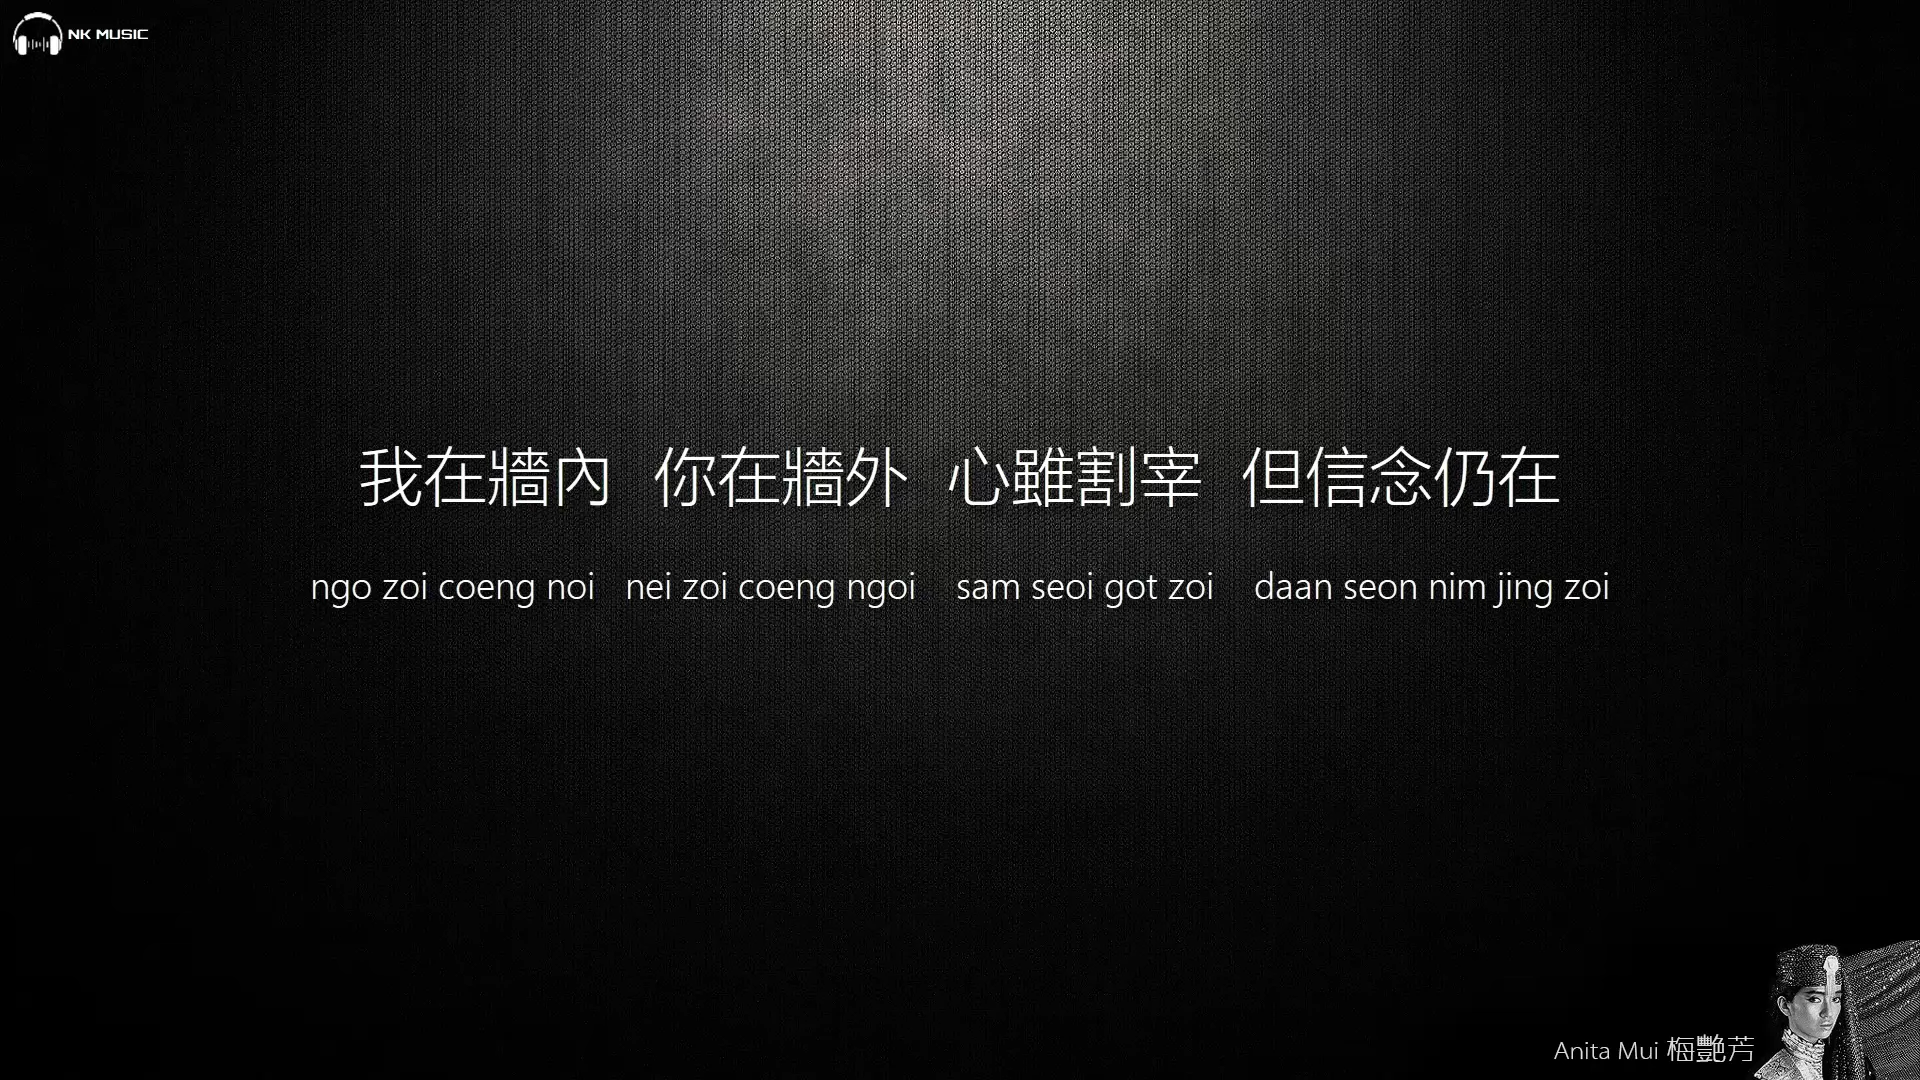 NK MUSIC
我在牆內 你在牆外 心雖割宰 但信念仍在
ngo zoi coeng noi nei zoi coeng ngoi sam seoi got zoi daan seon nim jing zoi
Anita Mui 梅艷芳